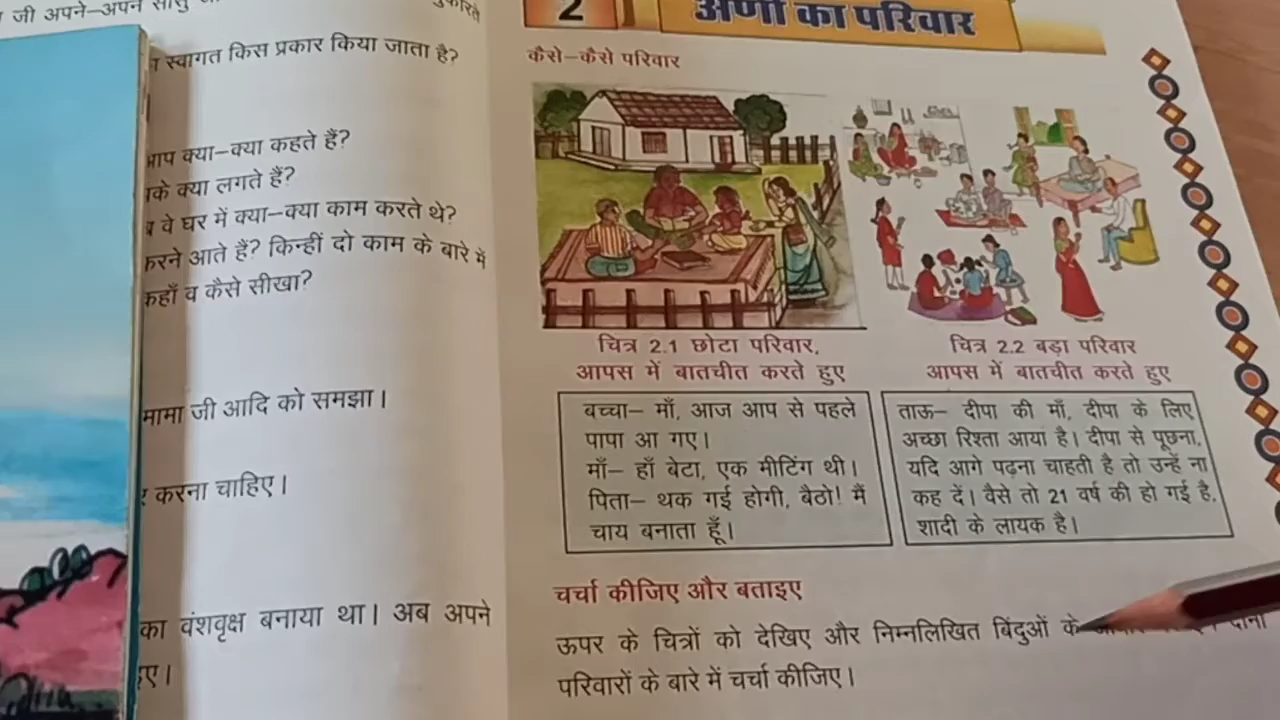 जी अपने–अपने
स्वागत किस प्रकार किया जाता है?
आप क्या–क्या कहते हैं?
क्या लगते हैं?
वे घर में क्या–क्या काम करते थे?
करने आते हैं? किन्हीं दो काम के बारे में
कहाँ व कैसे सीखा?
मामा जी आदि को समझा।
करना चाहिए।
का वंशवृक्ष बनाया था। अब अपने
2
अणी का परिवार
कैसे–कैसे परिवार
चित्र 2.1 छोटा परिवार,
आपस में बातचीत करते हुए
बच्चा– माँ, आज आप से पहले
पापा आ गए।
माँ– हाँ बेटा, एक मीटिंग थी।
पिता– थक गई होगी, बैठो! मैं
चाय बनाता हूँ।
चित्र 2.2 बड़ा परिवार
आपस में बातचीत करते हुए
ताऊ– दीपा की माँ, दीपा के लिए
अच्छा रिश्ता आया है। दीपा से पूछना,
यदि आगे पढ़ना चाहती है तो उन्हें ना
कह दें। वैसे तो 21 वर्ष की हो गई है,
शादी के लायक है।
चर्चा कीजिए और बताइए
ऊपर के चित्रों को देखिए और निम्नलिखित बिंदुओं के
परिवारों के बारे में चर्चा कीजिए।